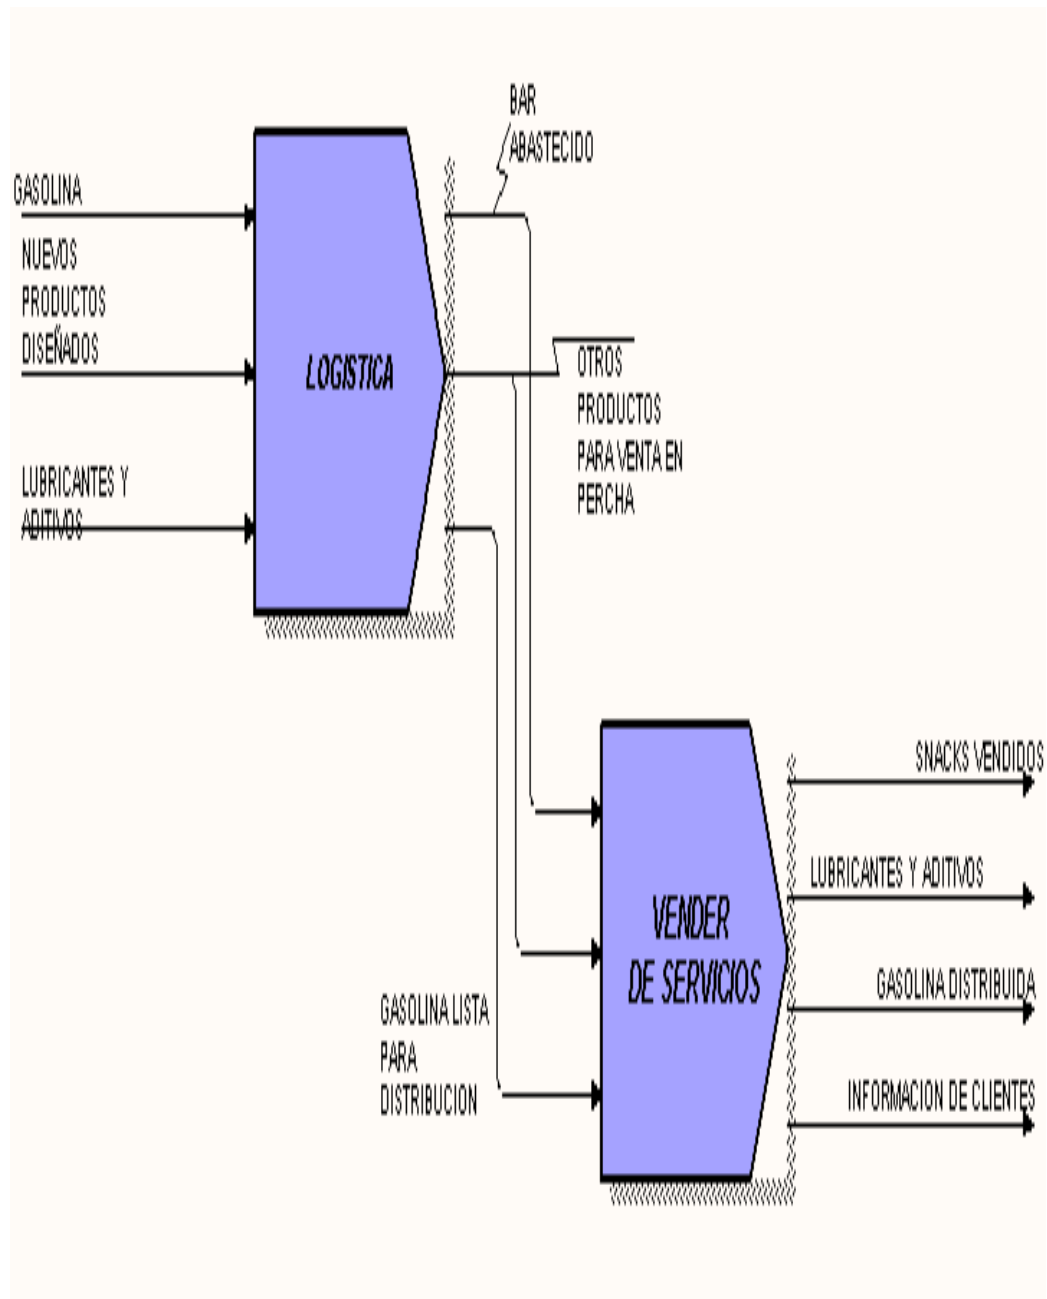 BAR
ABASTECIDO
GASOLINA
NUEVOS
PRODUCTOS
DISEÑADOS
LOGISTICA
OTROS
PRODUCTOS
PARA VENTA EN
PERCHA
LUBRICANTES Y
ADITIVOS
SNACKS VENDIDOS
LUBRICANTES Y ADITIVOS
VENDER
DE SERVICIOS
GASOLINA DISTRIBUIDA
GASOLINA LISTA
PARA
DISTRIBUCION
INFORMACION DE CLIENTES